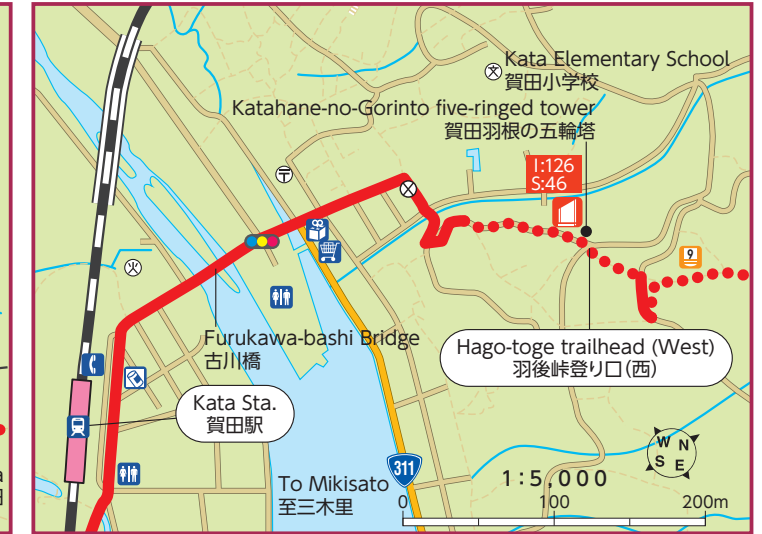 Kata Elementary School
賀田小学校
文
Katahane-no-Gorinto five-ringed tower
賀田羽根の五輪塔
I:126
S:46
〒
X
火
9
Furukawa-bashi Bridge
古川橋
Hago-toge trailhead (West)
羽後峠登り口(西)
Kata Sta.
賀田駅
To Mikisato
至三木里
311
W N
S E
1:5,000
0 100 200m
a